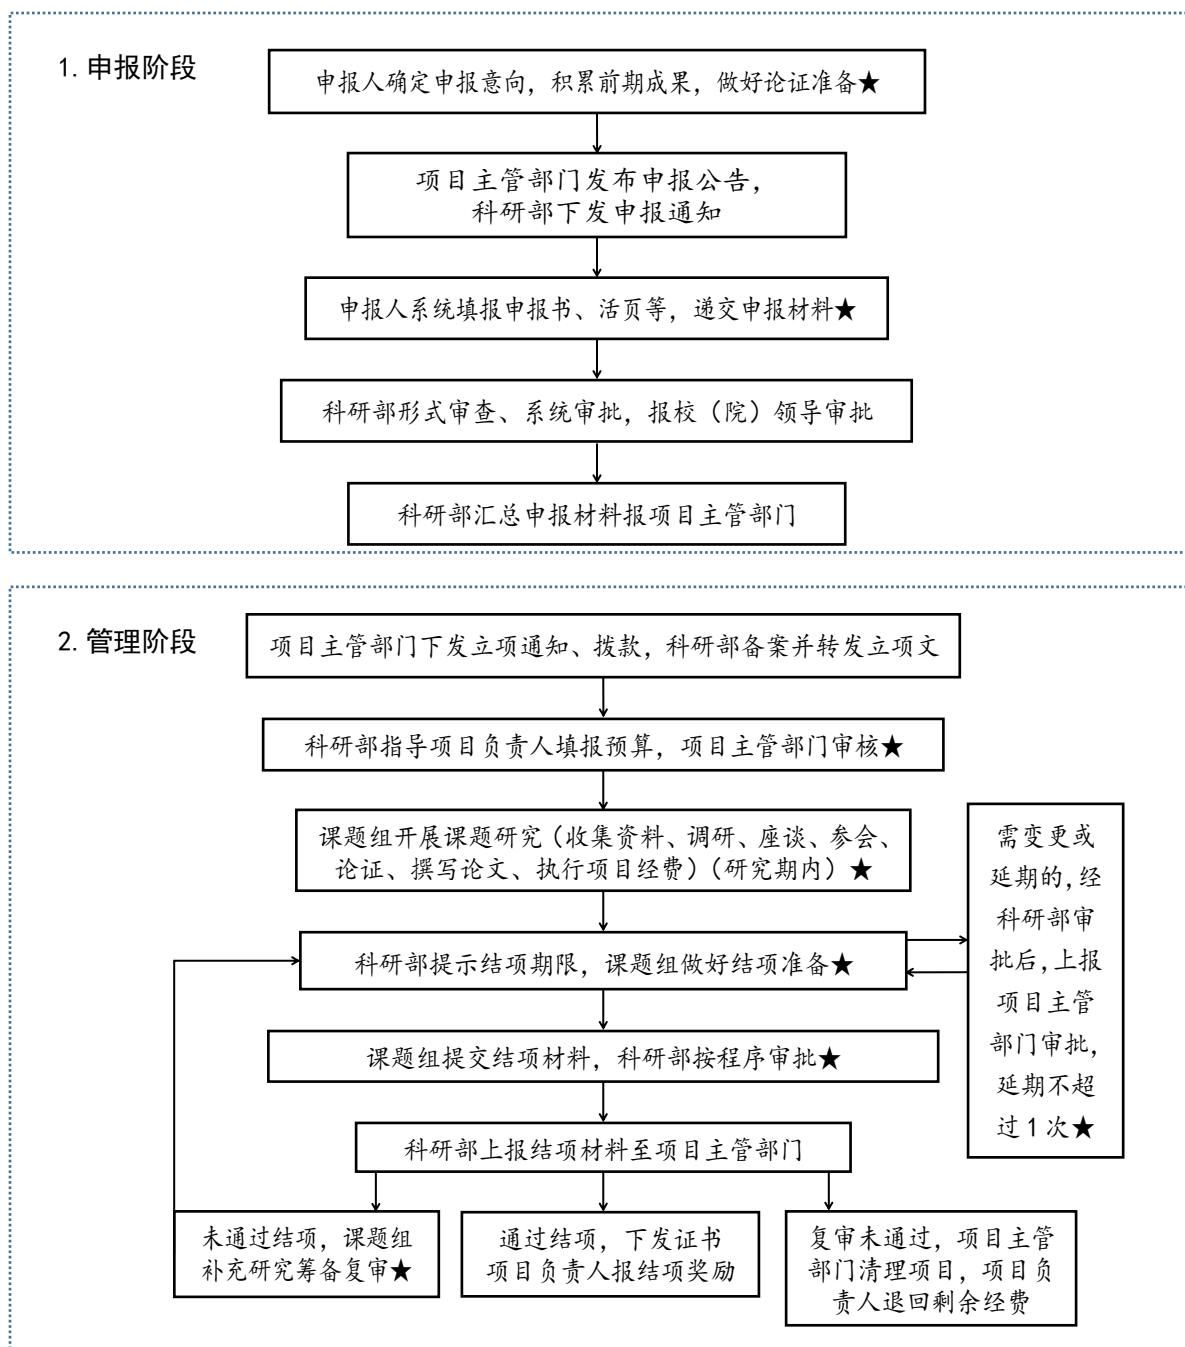 1.申报阶段
申报人确定申报意向，积累前期成果，做好论证准备★
项目主管部门发布申报公告，
科研部下发申报通知
申报人系统填报申报书、活页等，递交申报材料★
科研部形式审查、系统审批，报校（院）领导审批
科研部汇总申报材料报项目主管部门
2.管理阶段
项目主管部门下发立项通知、拨款，科研部备案并转发立项文
科研部指导项目负责人填报预算，项目主管部门审核★
课题组开展课题研究（收集资料、调研、座谈、参会、
论证、撰写论文、执行项目经费）（研究期内）★
需变更或
延期的，经
科研部审
批后，上报
项目主管
部门审批，
延期不超
过1次★
科研部提示结项期限，课题组做好结项准备★
课题组提交结项材料，科研部按程序审批★
科研部上报结项材料至项目主管部门
未通过结项，课题组
补充研究筹备复审★
通过结项，下发证书
项目负责人报结项奖励
复审未通过，项目主管
部门清理项目，项目负
责人退回剩余经费